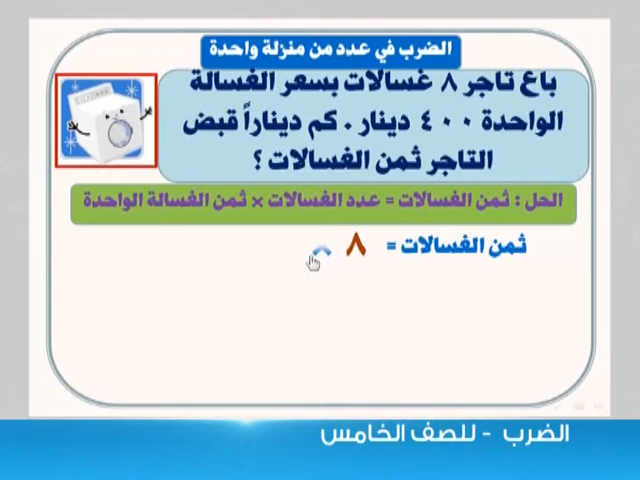 الضرب في عدد من منزلة واحدة
باع تاجر ٨ غسالات بسعر الغسالة
الواحدة ٤٠٠ دينار . كم ديناراً قبض
التاجر ثمن الغسالات ؟
الحل : ثمن الغسالات = عدد الغسالات × ثمن الغسالة الواحدة
ثمن الغسالات = ٨
الضرب - للصف الخامس